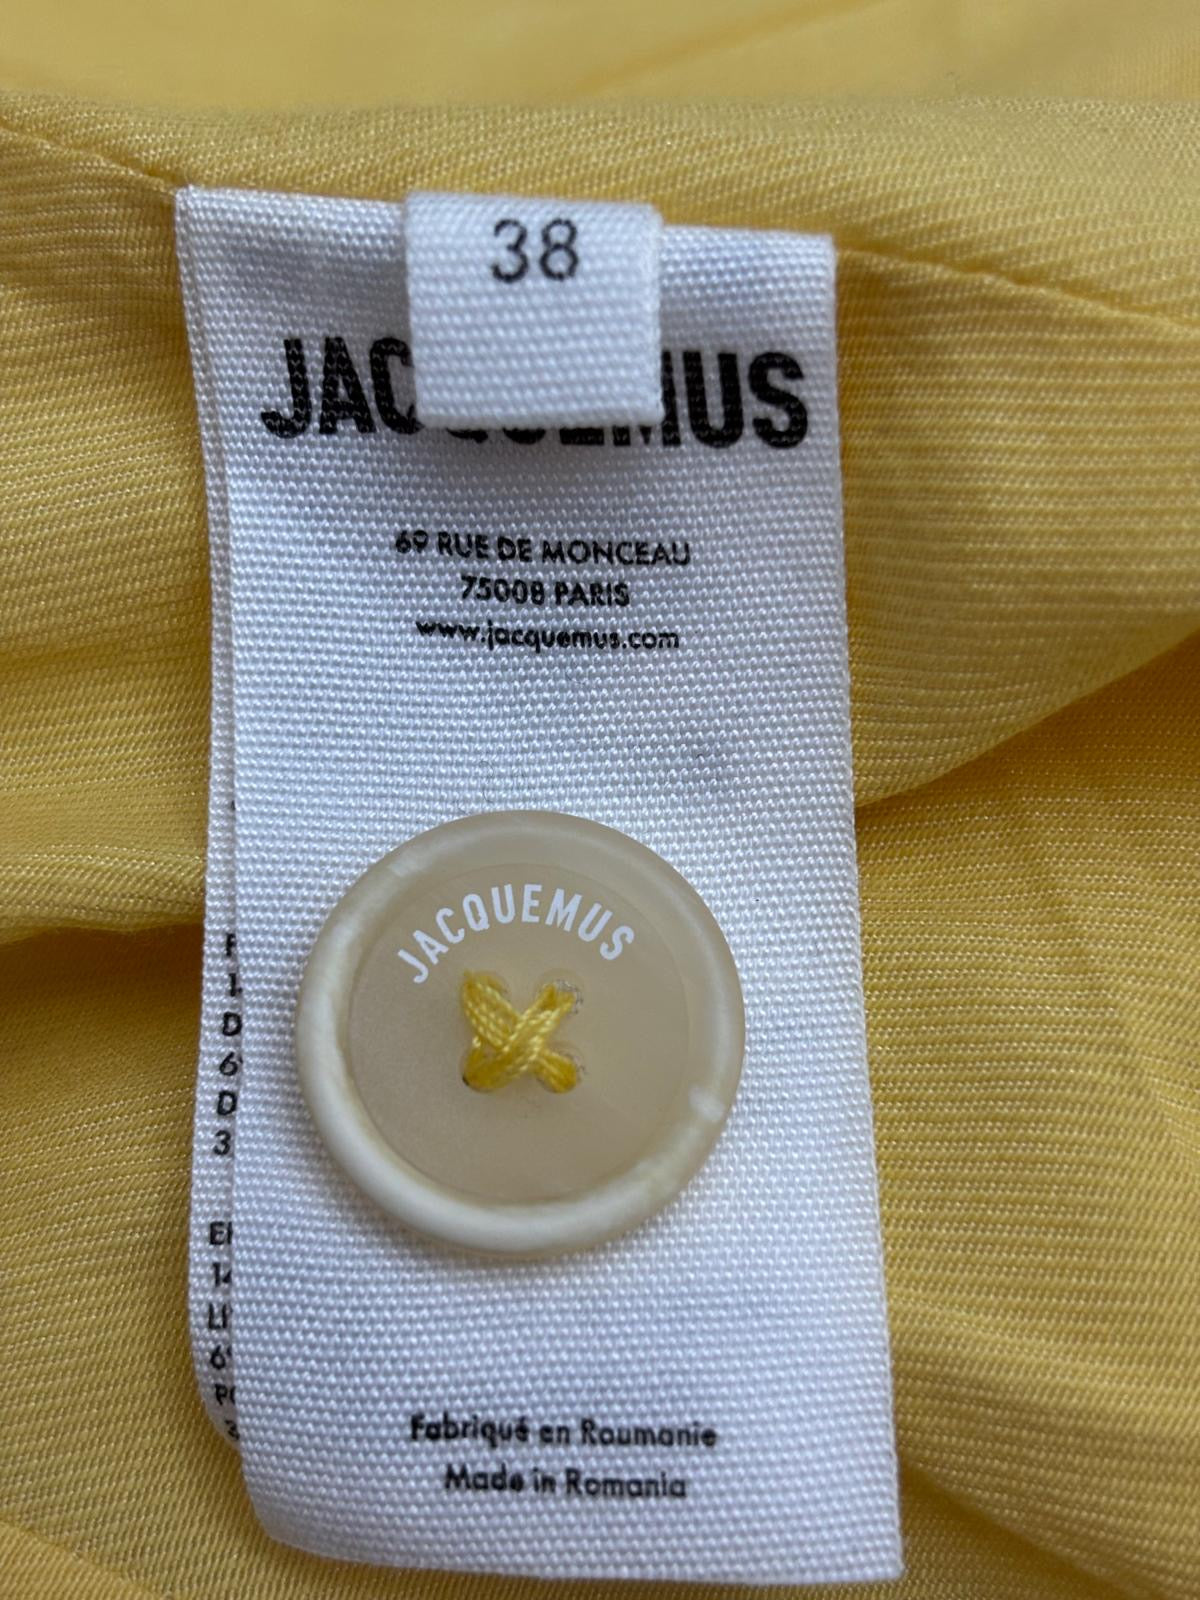 38
JACQUEMUS
69 RUE DE MONCEAU
75008 PARIS
www.jacquemus.com
JACQUEMUS
Fabriqué en Roumanie
Made in Romania